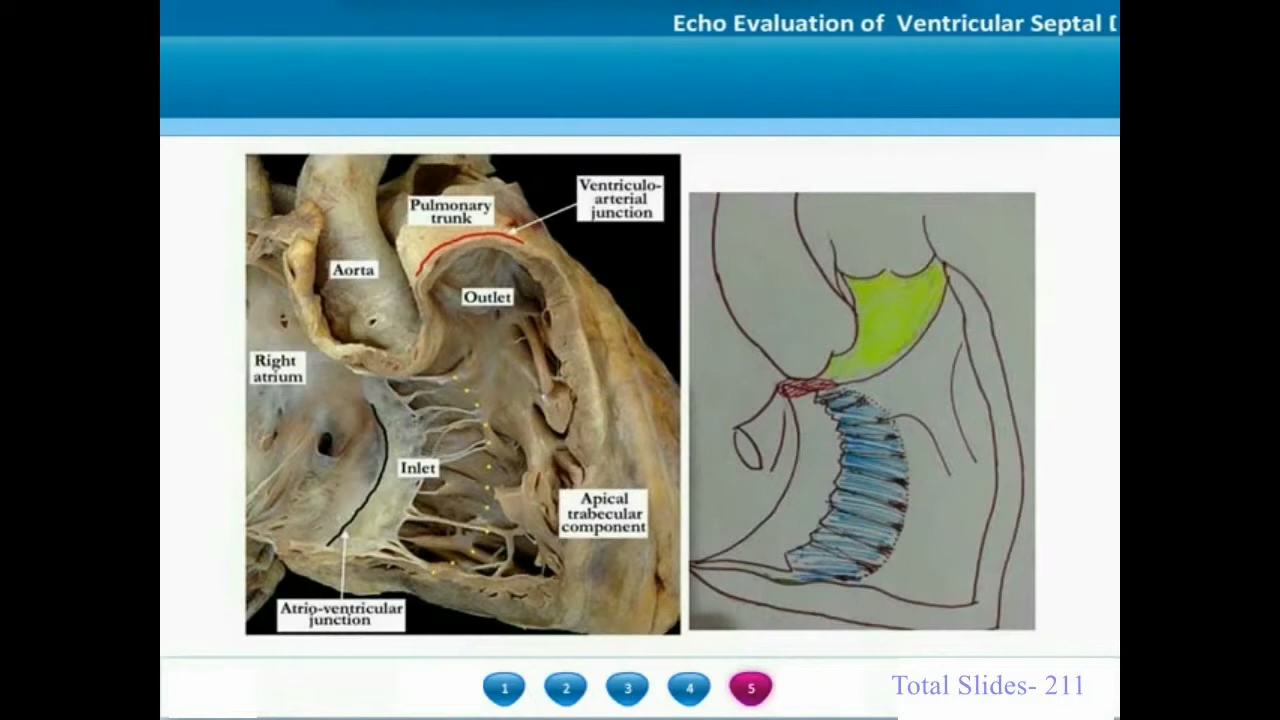 Echo Evaluation of Ventricular Septal
Ventriculo-
arterial
junction
Pulmonary
trunk
Aorta
Outlet
Right
atrium
Inlet
Apical
trabecular
component
Atrio-ventricular
junction
1 2 3 4 5
Total Slides- 211